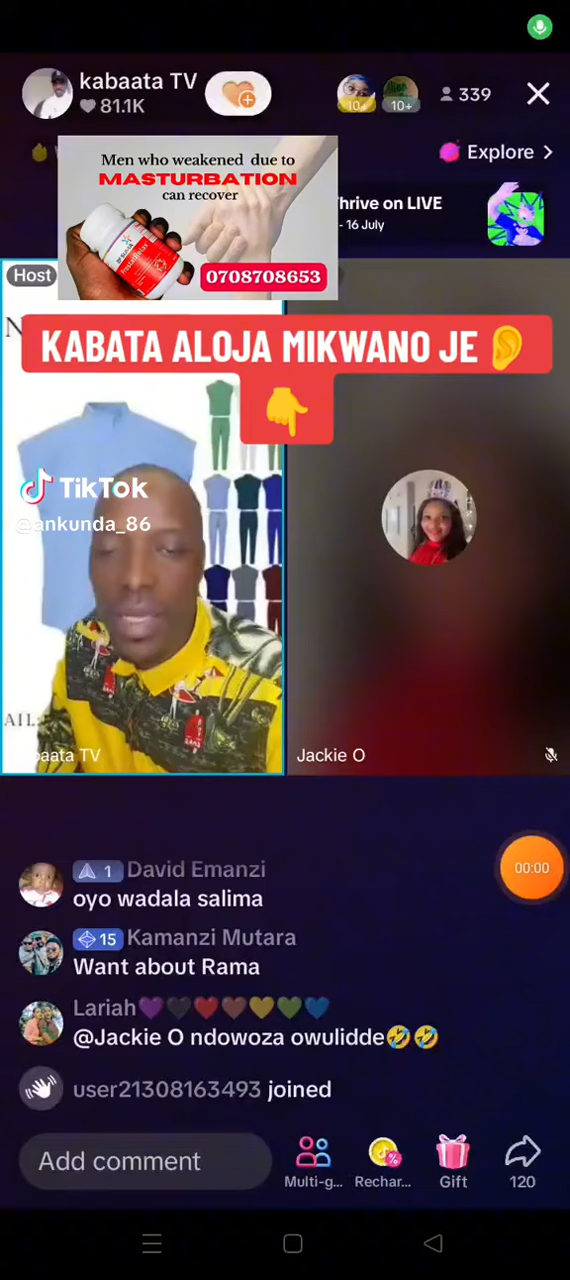 kabaata TV
81.1K
10+
10+
339
Explore
Men who weakened due to
MASTURBATION
can recover
0708708653
Thrive on LIVE
- 16 July
Host
KABATA ALOJA MIKWANO JE👂
👇
TikTok
@ankunda_86
baata TV
Jackie O
1 David Emanzi
oyo wadala salima
15 Kamanzi Mutara
Want about Rama
Lariah💜🖤❤️🤎💛💚💙
@Jackie O ndowoza owulidde🤣🤣
user21308163493 joined
00:00
Add comment
Multi-g...
Rechar...
Gift
120